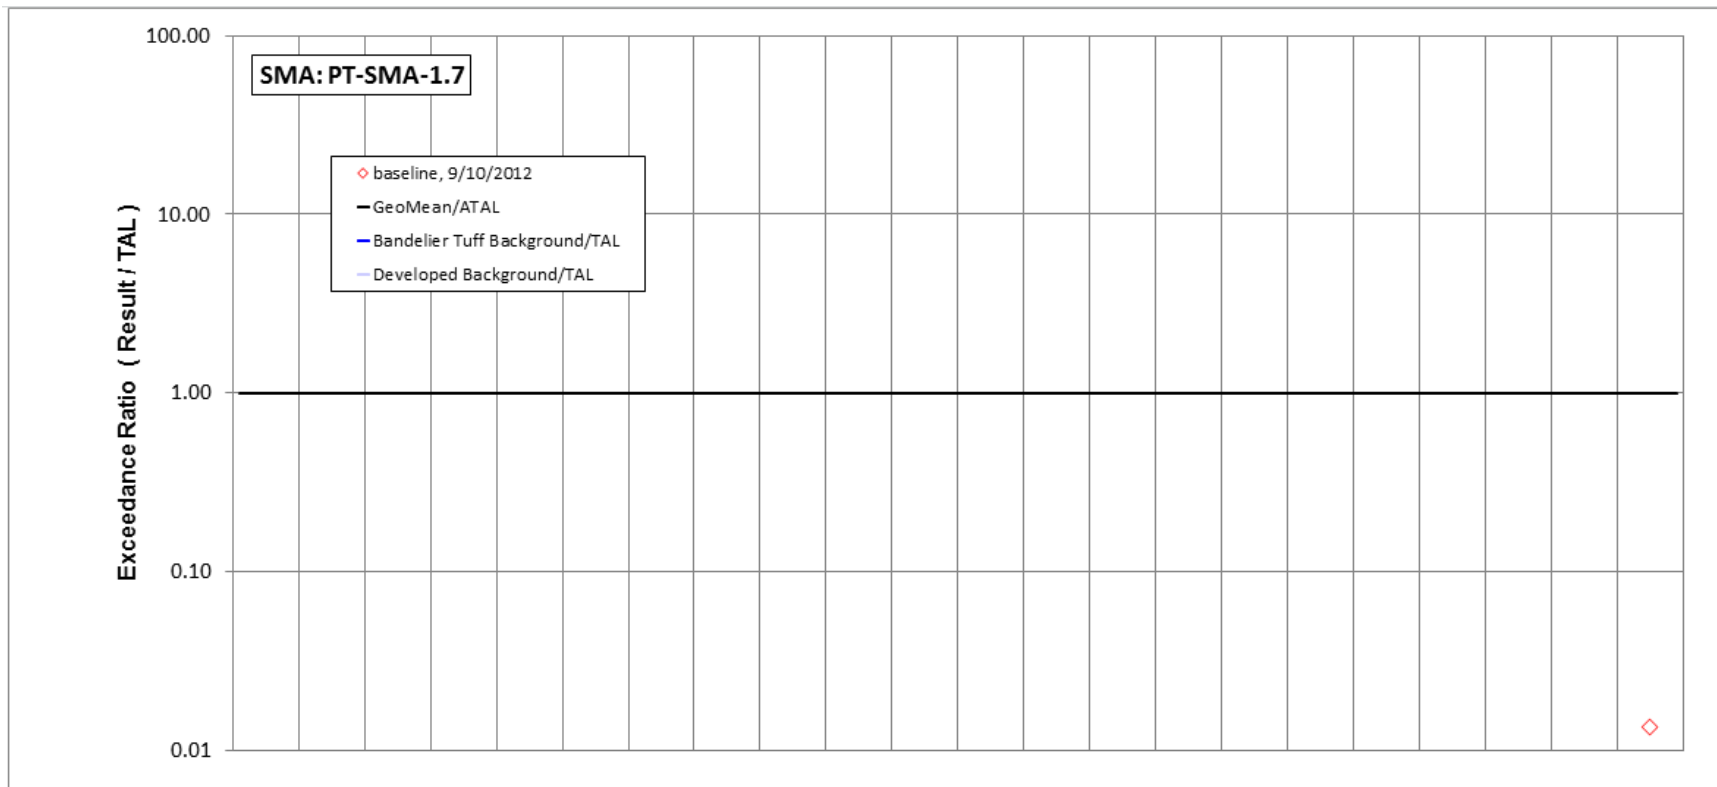 100.00
SMA: PT-SMA-1.7
baseline, 9/10/2012
GeoMean/ATAL
Bandelier Tuff Background/TAL
Developed Background/TAL
10.00
1.00
0.10
0.01
Exceedance Ratio ( Result / TAL )